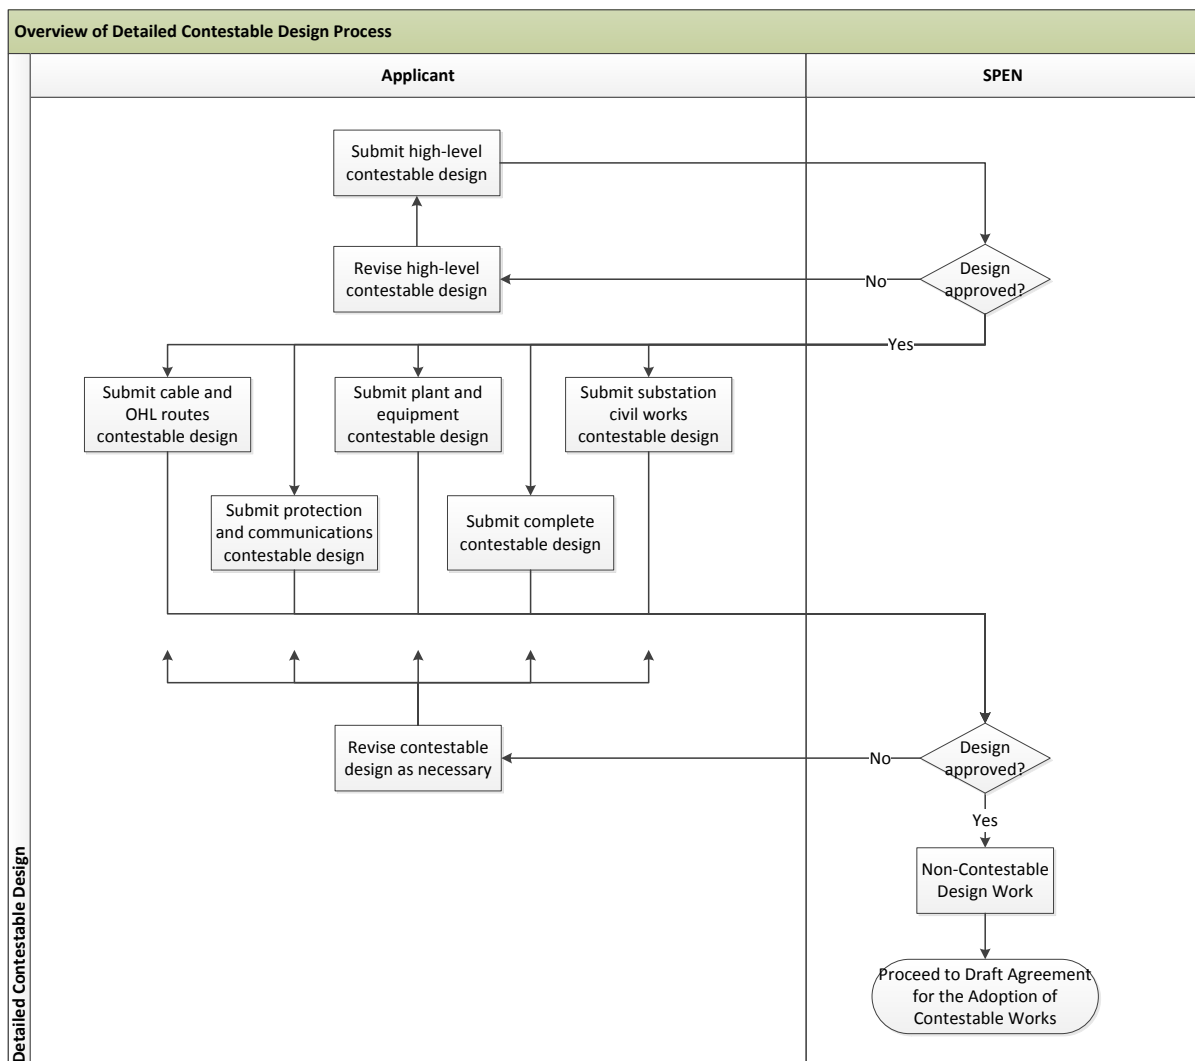 Overview of Detailed Contestable Design Process
Applicant
SPEN
Submit high-level
contestable design
Revise high-level
contestable design
No
Design
approved?
Yes
Submit cable and
OHL routes
contestable design
Submit plant and
equipment
contestable design
Submit substation
civil works
contestable design
Submit protection
and communications
contestable design
Submit complete
contestable design
Revise contestable
design as necessary
No
Design
approved?
Yes
Non-Contestable
Design Work
Proceed to Draft Agreement
for the Adoption of
Contestable Works
Detailed Contestable Design